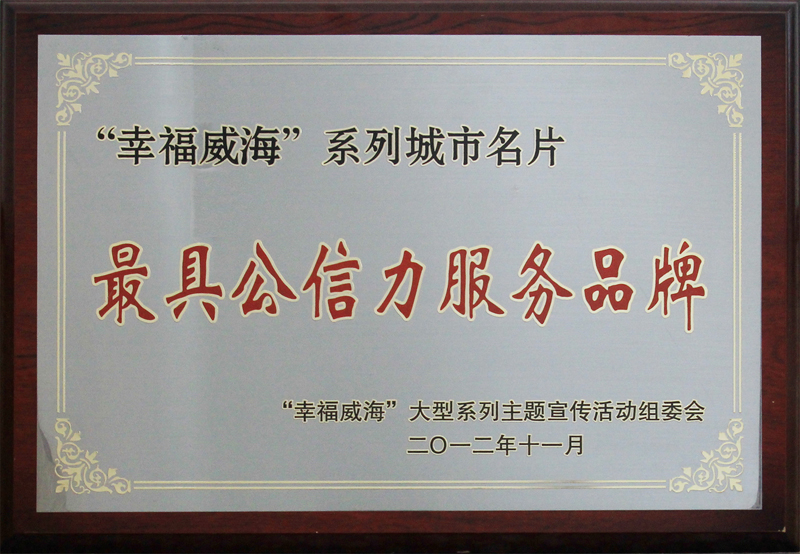 “幸福威海”系列城市名片
最具公信力服务品牌
“幸福威海”大型系列主题宣传活动组委会
二〇一二年十一月